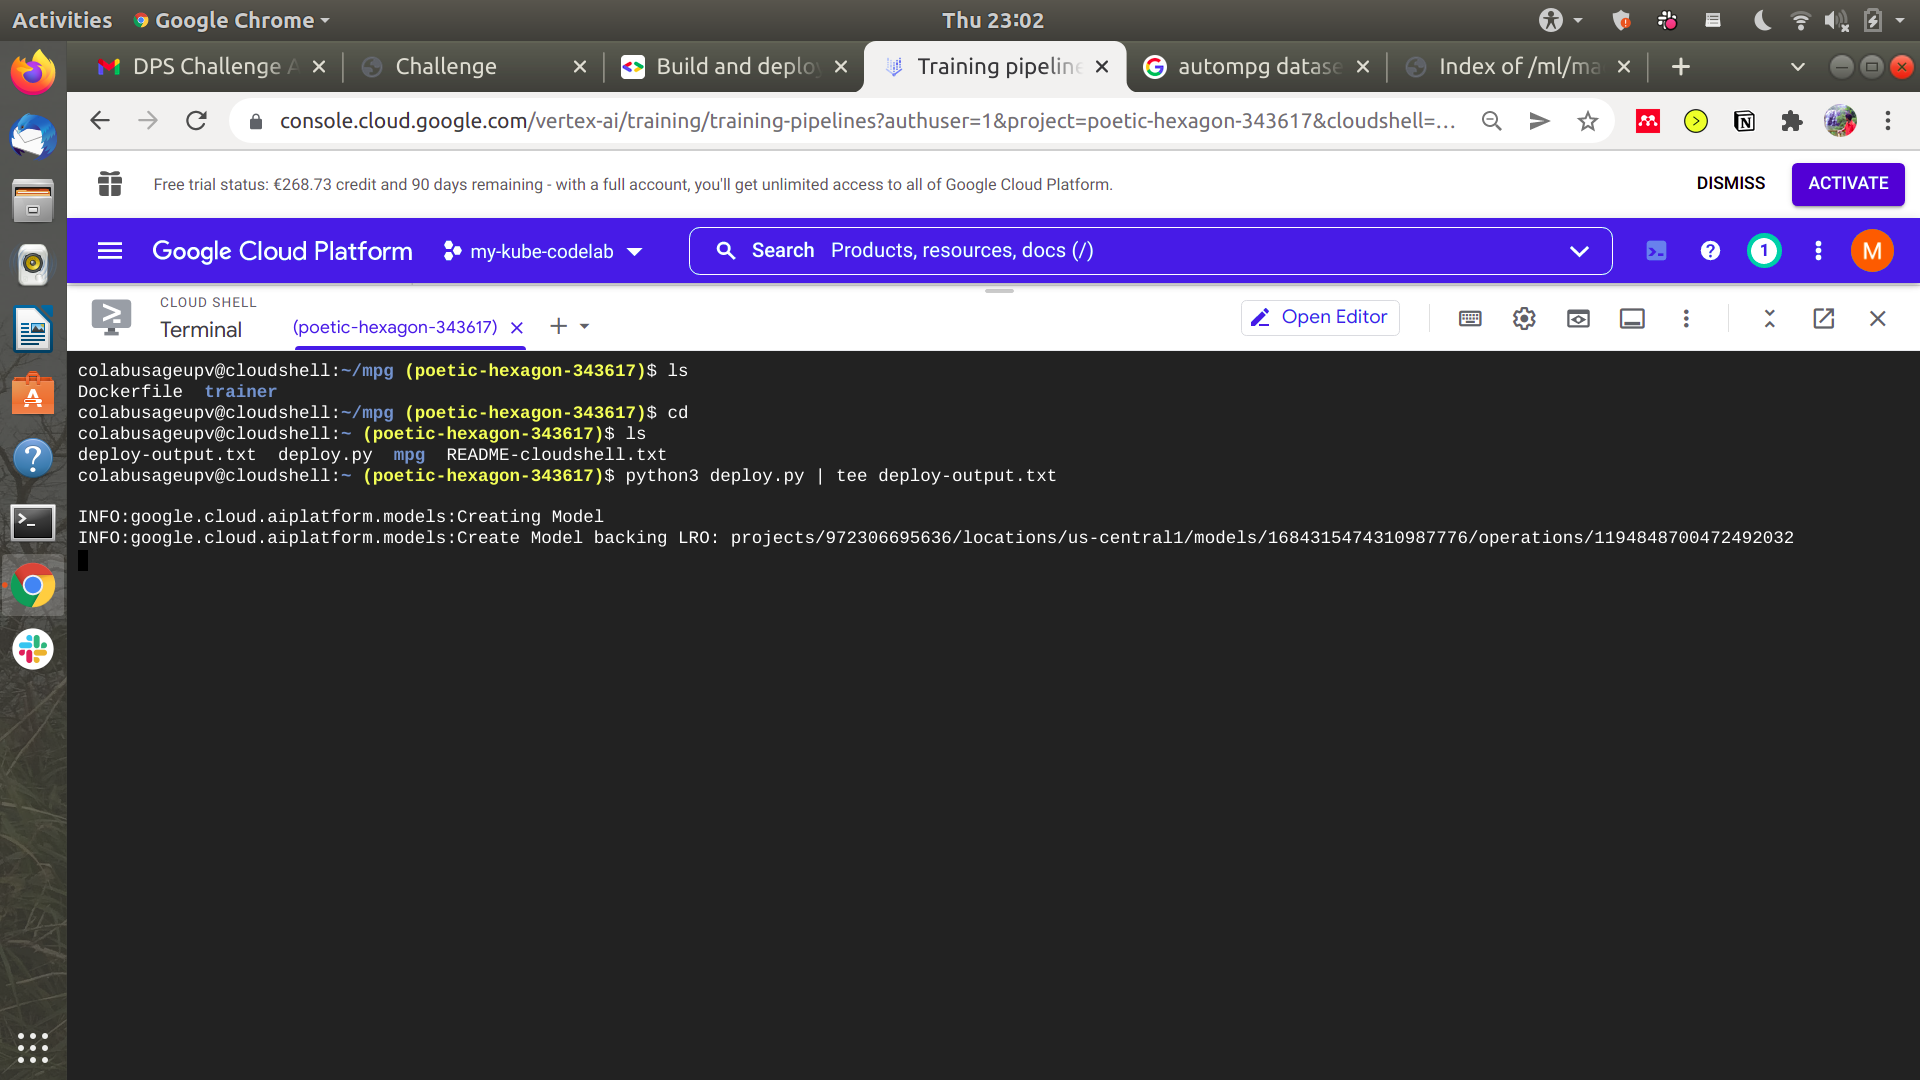 Activities Google Chrome Thu 23:02
DPS Challenge A Challenge Build and deplo Training pipeline autompg datase Index of /ml/ma
console.cloud.google.com/vertex-ai/training/training-pipelines?authuser=1&project=poetic-hexagon-343617&cloudshell=...
Free trial status: €268.73 credit and 90 days remaining - with a full account, you'll get unlimited access to all of Google Cloud Platform. DISMISS ACTIVATE
Google Cloud Platform my-kube-codelab Search Products, resources, docs (/) 1 M
CLOUD SHELL
Terminal (poetic-hexagon-343617) Open Editor
colabusageupv@cloudshell:~/mpg (poetic-hexagon-343617)$ ls
Dockerfile trainer
colabusageupv@cloudshell:~/mpg (poetic-hexagon-343617)$ cd
colabusageupv@cloudshell:~ (poetic-hexagon-343617)$ ls
deploy-output.txt deploy.py mpg README-cloudshell.txt
colabusageupv@cloudshell:~ (poetic-hexagon-343617)$ python3 deploy.py | tee deploy-output.txt
INFO:google.cloud.aiplatform.models:Creating Model
INFO:google.cloud.aiplatform.models:Create Model backing LRO: projects/972306695636/locations/us-central1/models/1684315474310987776/operations/1194848700472492032